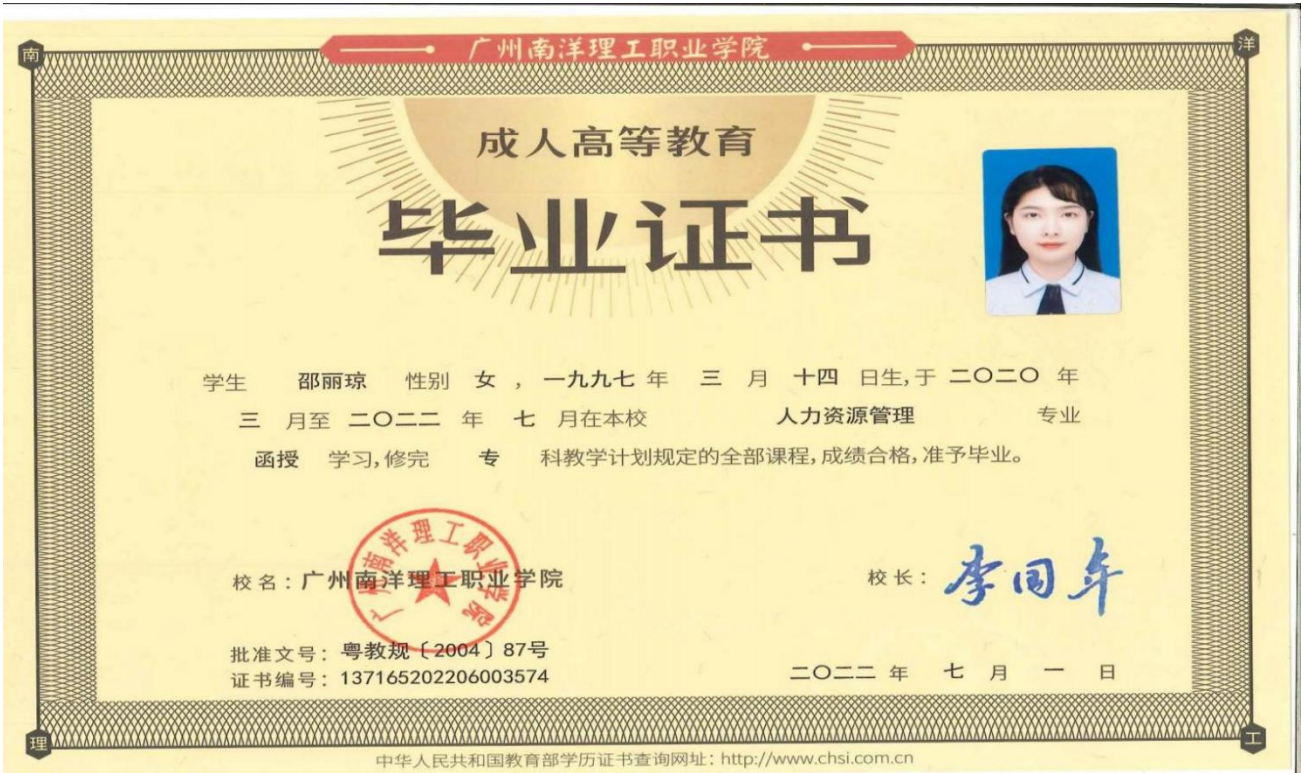 广州南洋理工职业学院
南
洋
成人高等教育
毕业证书
学生 邵丽琼 性别 女 , 一九九七 年 三 月 十四 日生,于 二〇二〇 年
三 月至 二〇二二 年 七 月在本校 人力资源管理 专业
函授 学习,修完 专 科教学计划规定的全部课程,成绩合格,准予毕业。
广州南洋理工职业学院
校名:广州南洋理工职业学院 校长:李国年
批准文号:粤教规〔2004〕87号
证书编号:137165202206003574 二〇二二 年 七 月 一 日
理
工
中华人民共和国教育部学历证书查询网址:http://www.chsi.com.cn